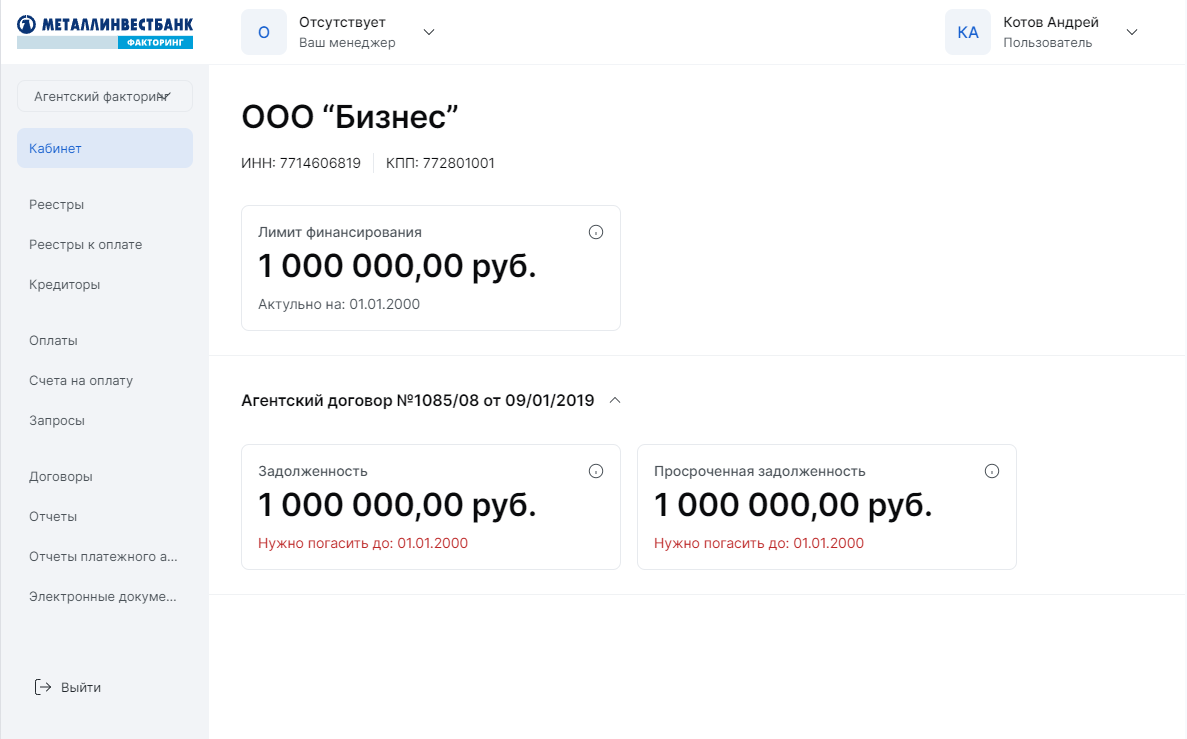 МЕТАЛЛИНВЕСТБАНК
ФАКТОРИНГ
О
Отсутствует
Ваш менеджер
КА
Котов Андрей
Пользователь
Агентский факторинг
Кабинет
Реестры
Реестры к оплате
Кредиторы
Оплаты
Счета на оплату
Запросы
Договоры
Отчеты
Отчеты платежного а...
Электронные докуме...
Выйти
ООО “Бизнес”
ИНН: 7714606819 КПП: 772801001
Лимит финансирования
1 000 000,00 руб.
Актульно на: 01.01.2000
Агентский договор №1085/08 от 09/01/2019
Задолженность
1 000 000,00 руб.
Нужно погасить до: 01.01.2000
Просроченная задолженность
1 000 000,00 руб.
Нужно погасить до: 01.01.2000